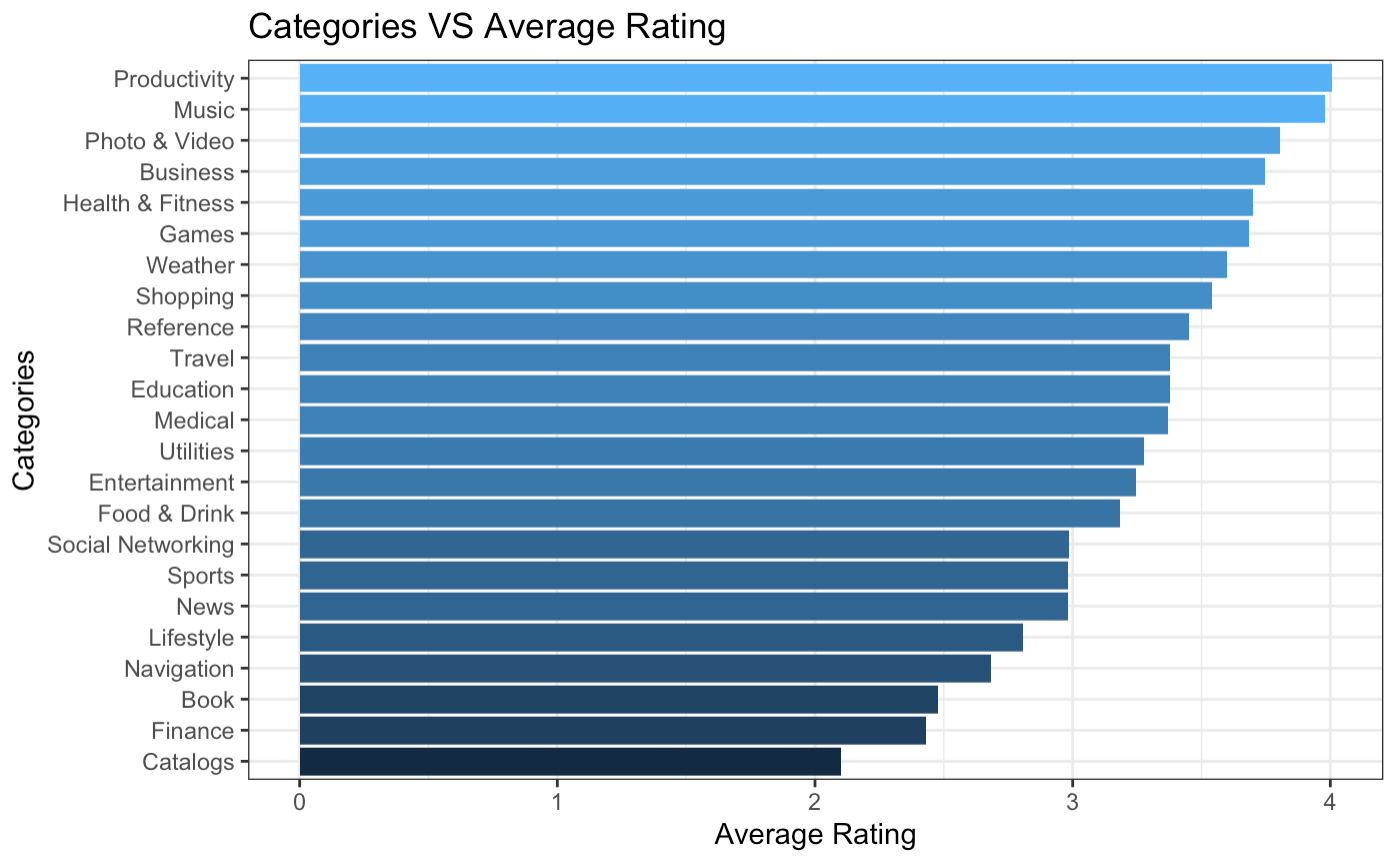 Categories VS Average Rating
Categories
Productivity
Music
Photo & Video
Business
Health & Fitness
Games
Weather
Shopping
Reference
Travel
Education
Medical
Utilities
Entertainment
Food & Drink
Social Networking
Sports
News
Lifestyle
Navigation
Book
Finance
Catalogs
0 1 2 3 4
Average Rating